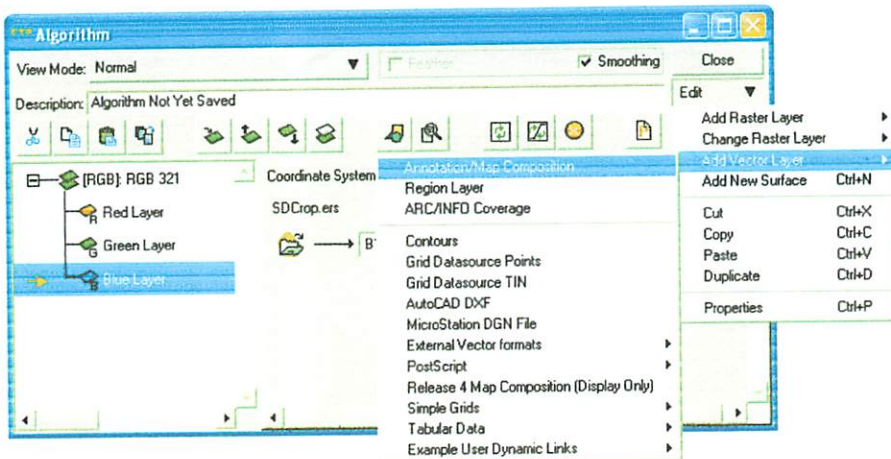 Algorithm
View Mode: Normal
Feather
Smoothing
Close
Description: Algorithm Not Yet Saved
Edit
[RGB]: RGB 321
Red Layer
Green Layer
Blue Layer
Coordinate System
SDCrop.ers
Annotation/Map Composition
Region Layer
ARC/INFO Coverage
Contours
Grid Datasource Points
Grid Datasource TIN
AutoCAD DXF
MicroStation DGN File
External Vector formats
PostScript
Release 4 Map Composition (Display Only)
Simple Grids
Tabular Data
Example User Dynamic Links
Add Raster Layer
Change Raster Layer
Add Vector Layer
Add New Surface Ctrl+N
Cut Ctrl+X
Copy Ctrl+C
Paste Ctrl+V
Duplicate Ctrl+D
Properties Ctrl+P